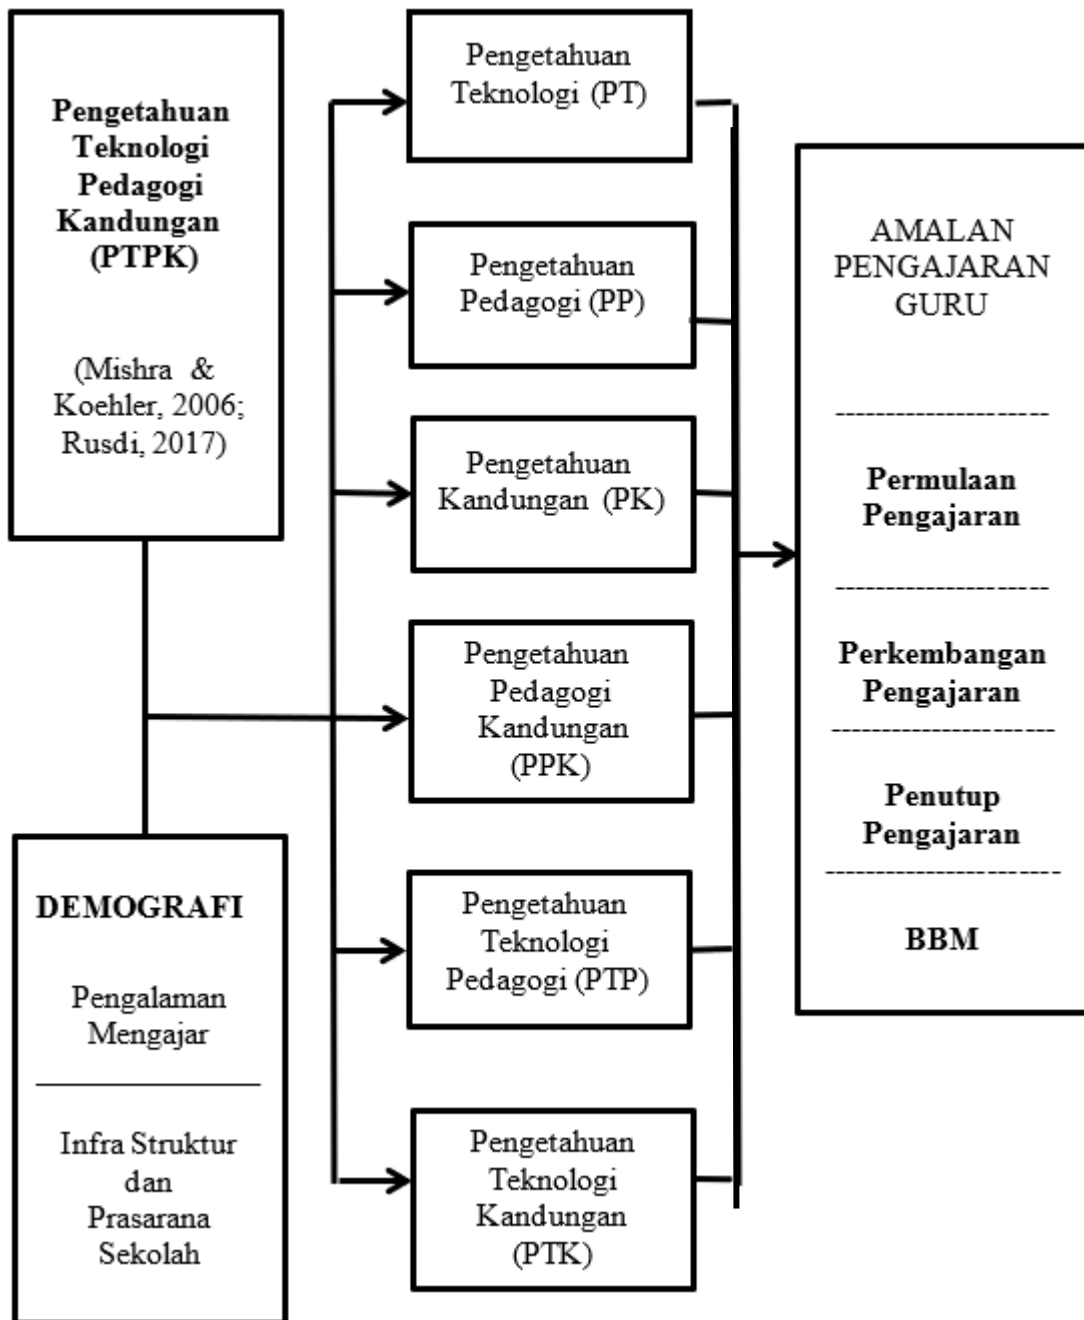 Pengetahuan
Teknologi
Pedagogi
Kandungan
(PTPK)
(Mishra &
Koehler, 2006;
Rusdi, 2017)
DEMOGRAFI
Pengalaman
Mengajar
Infra Struktur
dan
Prasarana
Sekolah
Pengetahuan
Teknologi (PT)
Pengetahuan
Pedagogi (PP)
Pengetahuan
Kandungan (PK)
Pengetahuan
Pedagogi
Kandungan
(PPK)
Pengetahuan
Teknologi
Pedagogi (PTP)
Pengetahuan
Teknologi
Kandungan
(PTK)
AMALAN
PENGAJARAN
GURU
Permulaan
Pengajaran
Perkembangan
Pengajaran
Penutup
Pengajaran
BBM